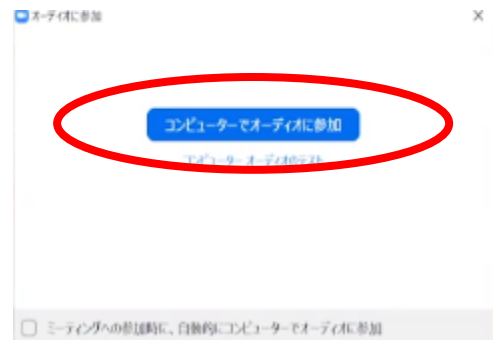 オーディオに参加
コンピューターでオーディオに参加
コンピューター オーディオのテスト
ミーティングへの参加時に、自動的にコンピューターでオーディオに参加